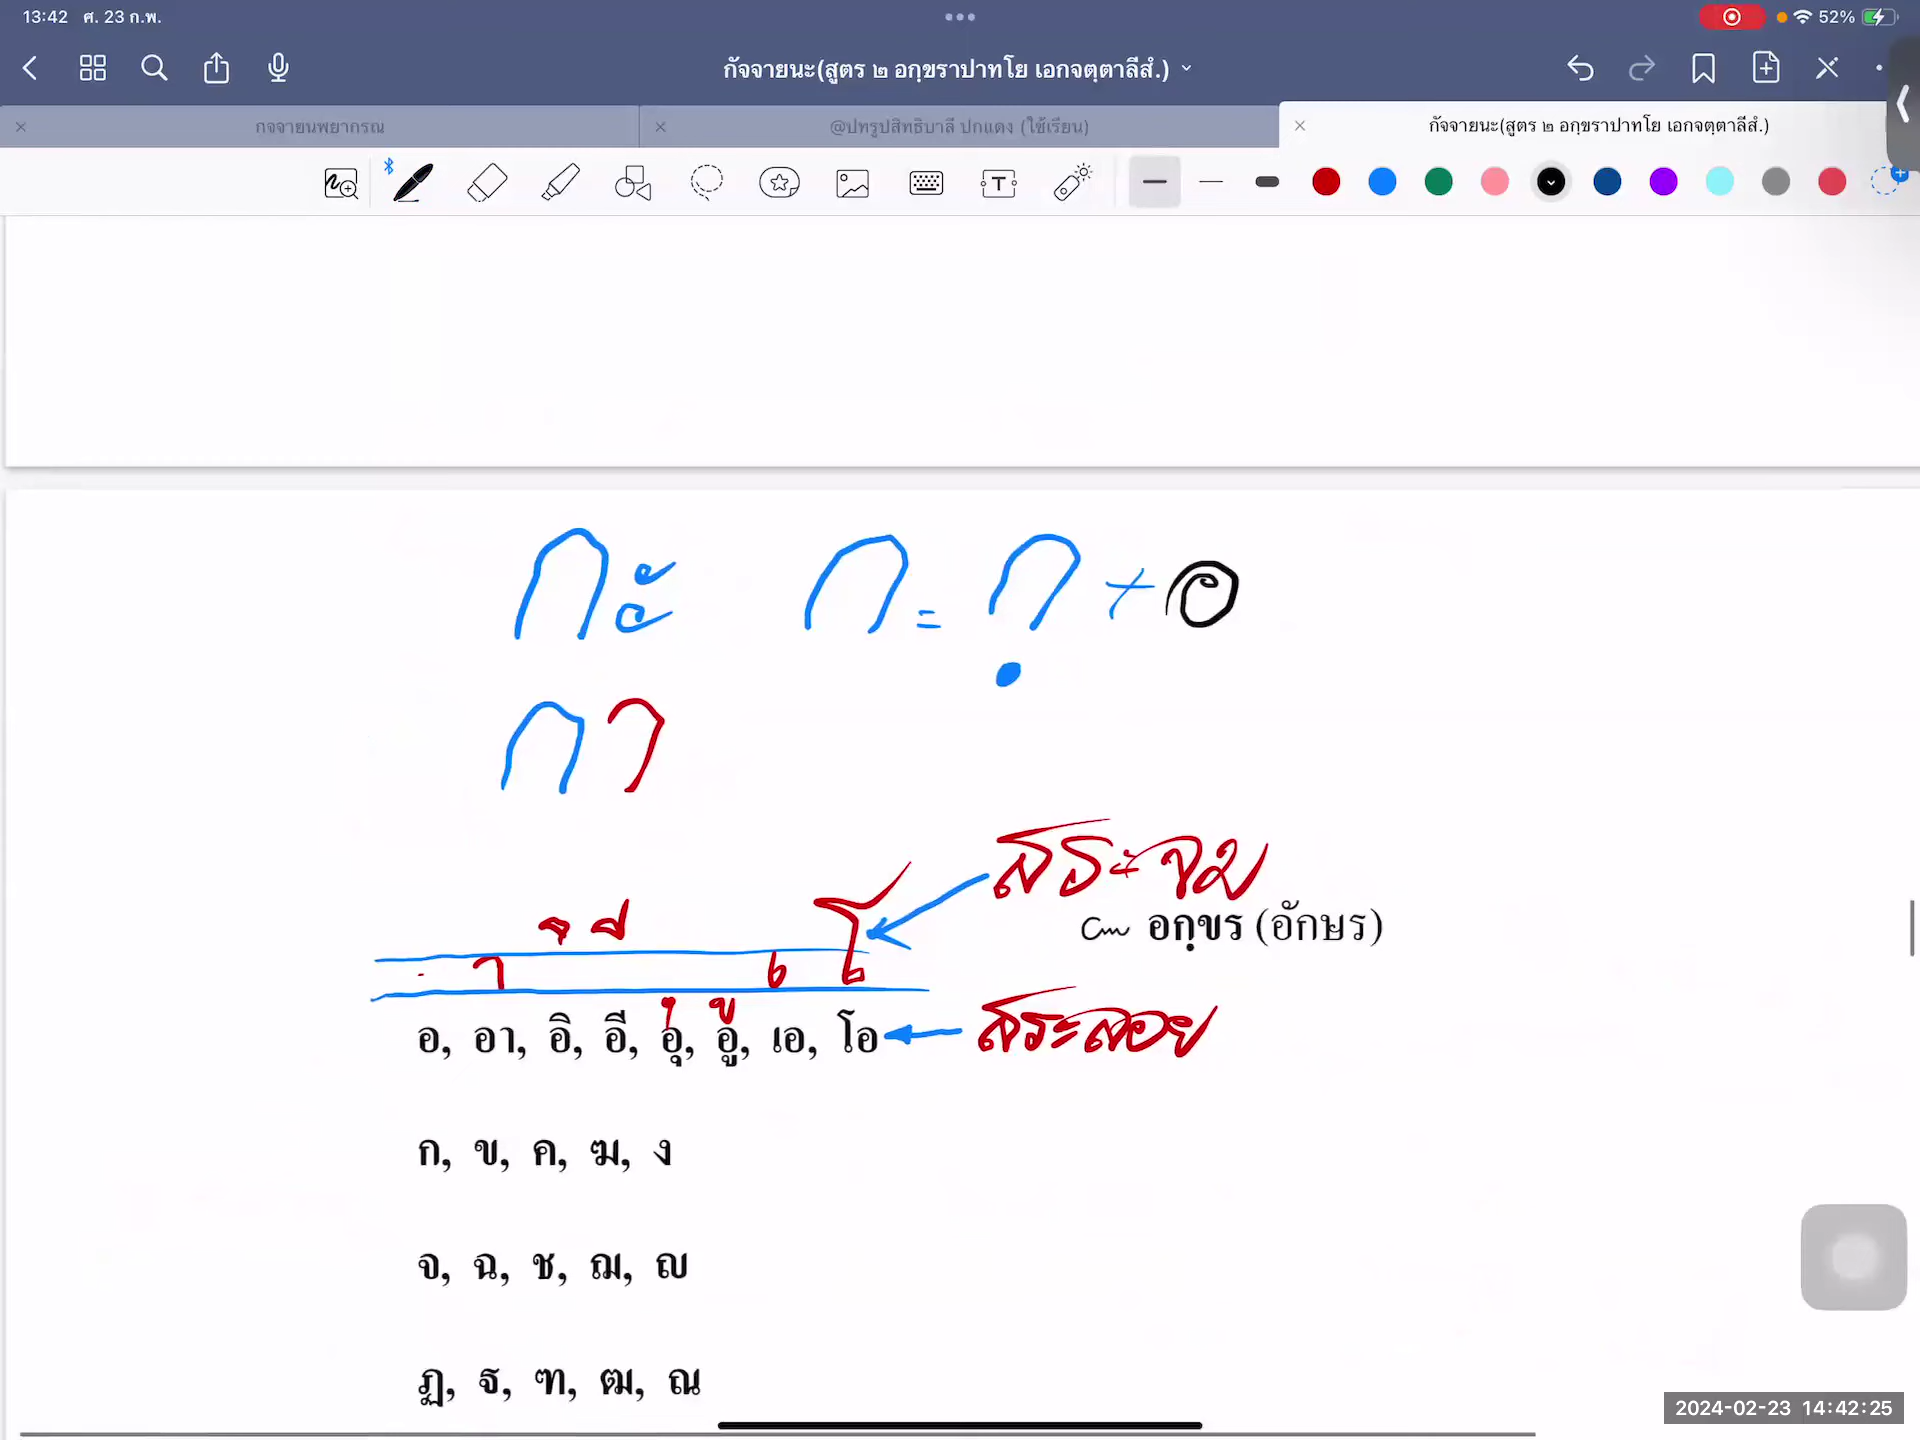 13:42 ศ. 23 ก.พ.
52%
กัจจายนะ(สูตร ๒ อกฺขราปาทโย เอกจตฺตาลีสํ.)
กจจายนพยากรณ
@ปทรูปสิทธิบาลี ปกแดง (ใช้เรียน)
กัจจายนะ(สูตร ๒ อกฺขราปาทโย เอกจตฺตาลีสํ.)
กะ ก = กฺ + อ
กา
สระจม
อกฺขร (อักษร)
ิ ี โ
า เ
ุ ู
อ, อา, อิ, อี, อุ, อู, เอ, โอ
สระลอย
ก, ข, ค, ฆ, ง
จ, ฉ, ช, ฌ, ญ
ฏ, ฐ, ฑ, ฒ, ณ
2024-02-23 14:42:25